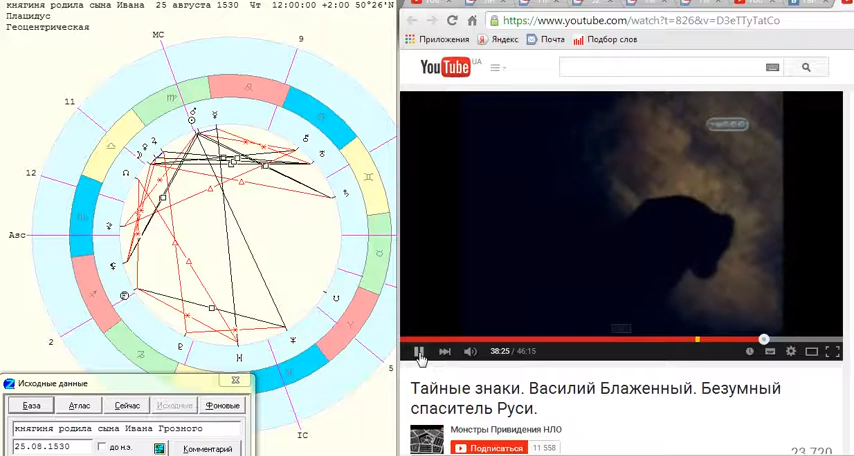 княгиня родила сына Ивана 25 августа 1530 Чт 12:00:00 +2:00 50°26'N
Плацидус
Геоцентрическая
MC
9
11
12
Asc
2
IC
5
Исходные данные
База Атлас Сейчас Исходные Фоновые
княгиня родила сына Ивана Грозного
25.08.1530 до н.э. Комментарий
https://www.youtube.com/watch?t=826&v=D3eTTyTatCo
Приложения Яндекс Почта Подбор слов
YouTube UA
38:25 / 46:15
Тайные знаки. Василий Блаженный. Безумный
спаситель Руси.
Монстры Привидения НЛО
Подписаться 11 558
23 720